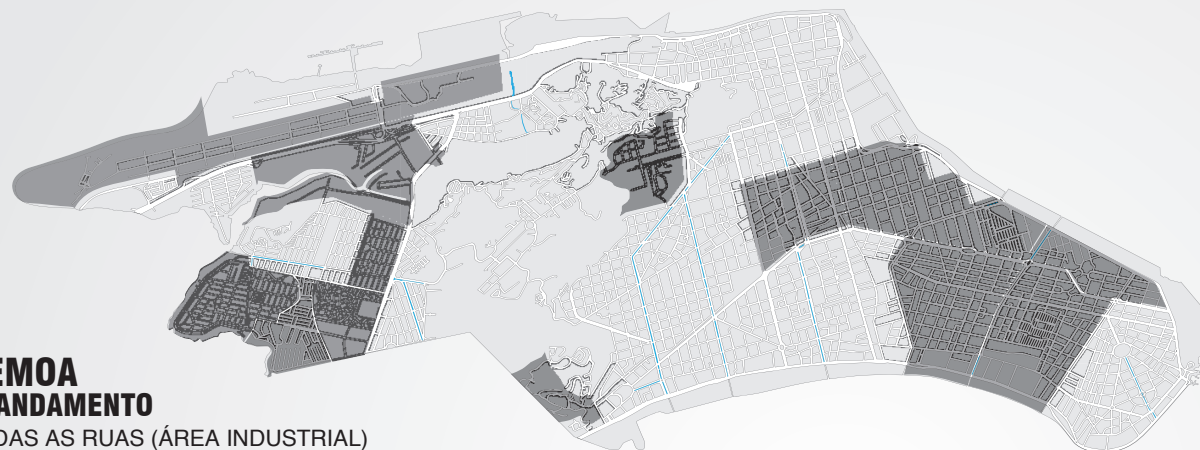 EMOA
ANDAMENTO
DAS AS RUAS (ÁREA INDUSTRIAL)